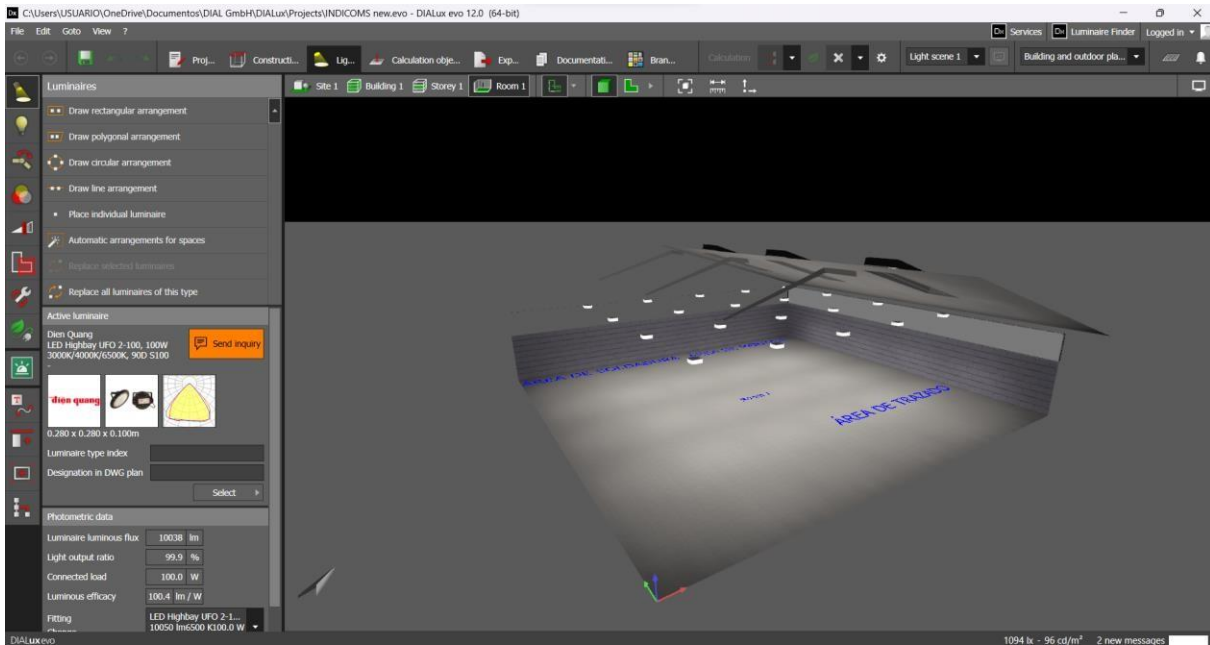 C:\Users\USUARIO\OneDrive\Documentos\DIAL GmbH\DIALux\Projects\INDICOMS new.evo - DIALux evo 12.0 (64-bit)
File Edit Goto View ?
Services Luminaire Finder Logged in
Proj... Constructi... Lig... Calculation obje... Exp... Documentati... Bran... Calculation Light scene 1 Building and outdoor pla...
Luminaires
Site 1 Building 1 Storey 1 Room 1
Draw rectangular arrangement
Draw polygonal arrangement
Draw circular arrangement
Draw line arrangement
Place individual luminaire
Automatic arrangements for spaces
Replace selected luminaires
Replace all luminaires of this type
Active luminaire
Dien Quang
LED Highbay UFO 2-100, 100W
3000K/4000K/6500K, 90D S100
-
Send inquiry
điện quang
0.280 x 0.280 x 0.100m
Luminaire type index
Designation in DWG plan
Select
Photometric data
Luminaire luminous flux 10038 lm
Light output ratio 99.9 %
Connected load 100.0 W
Luminous efficacy 100.4 lm / W
Fitting LED Highbay UFO 2-1...
10050 lm6500 K100.0 W
ÁREA DE SOLDADURA
ROOM 1
ÁREA DE TRAZADO
DIALux evo
1094 lx - 96 cd/m² 2 new messages